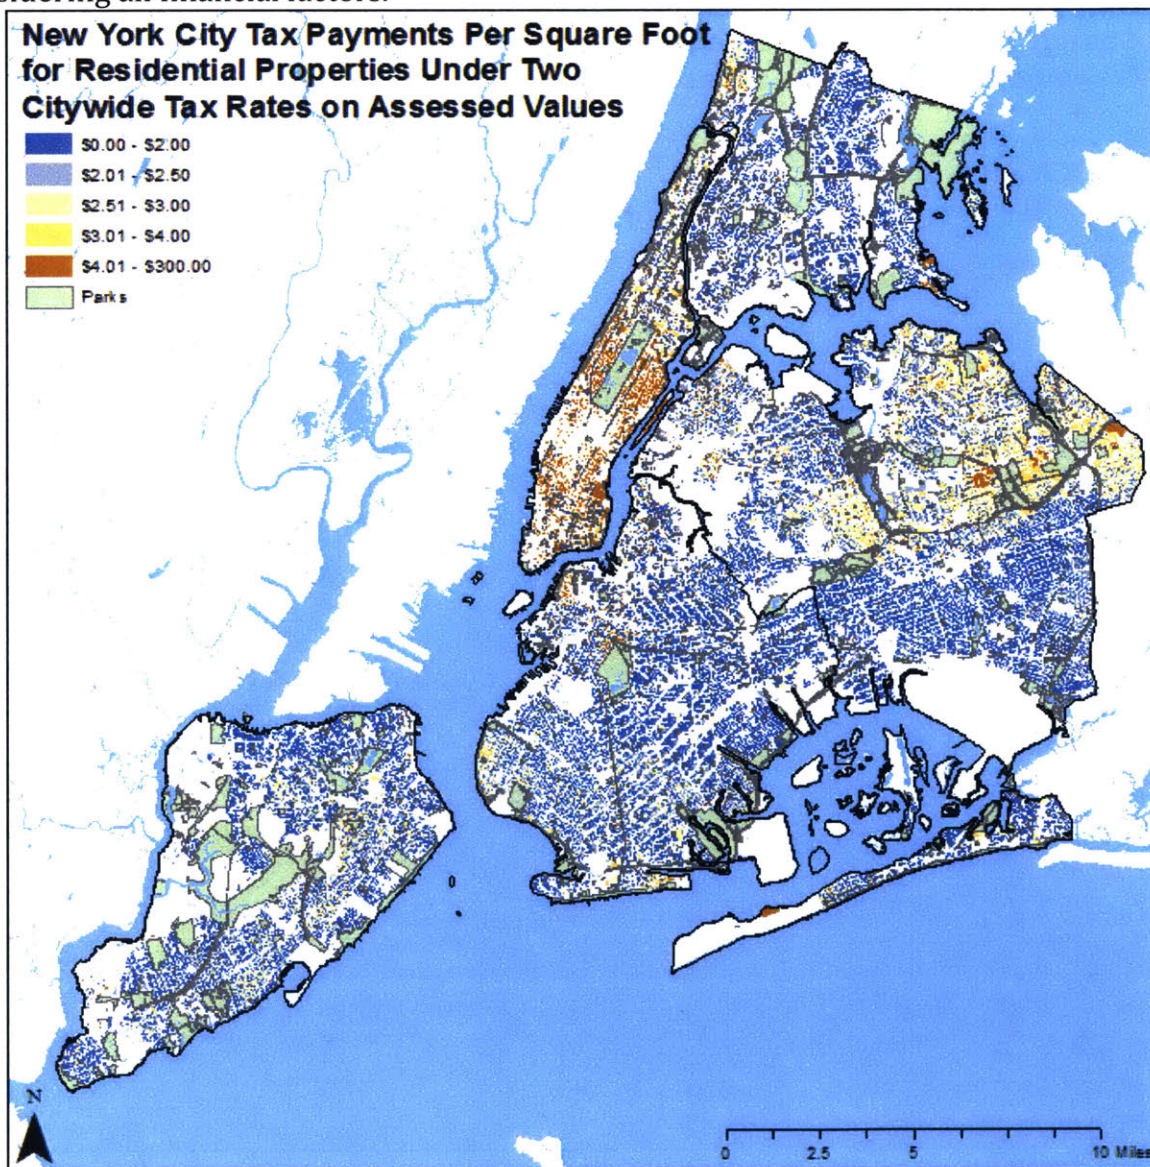 New York City Tax Payments Per Square Foot
for Residential Properties Under Two
Citywide Tax Rates on Assessed Values
$0.00 - $2.00
$2.01 - $2.50
$2.51 - $3.00
$3.01 - $4.00
$4.01 - $300.00
Parks
N
0 2.5 5 10 Miles